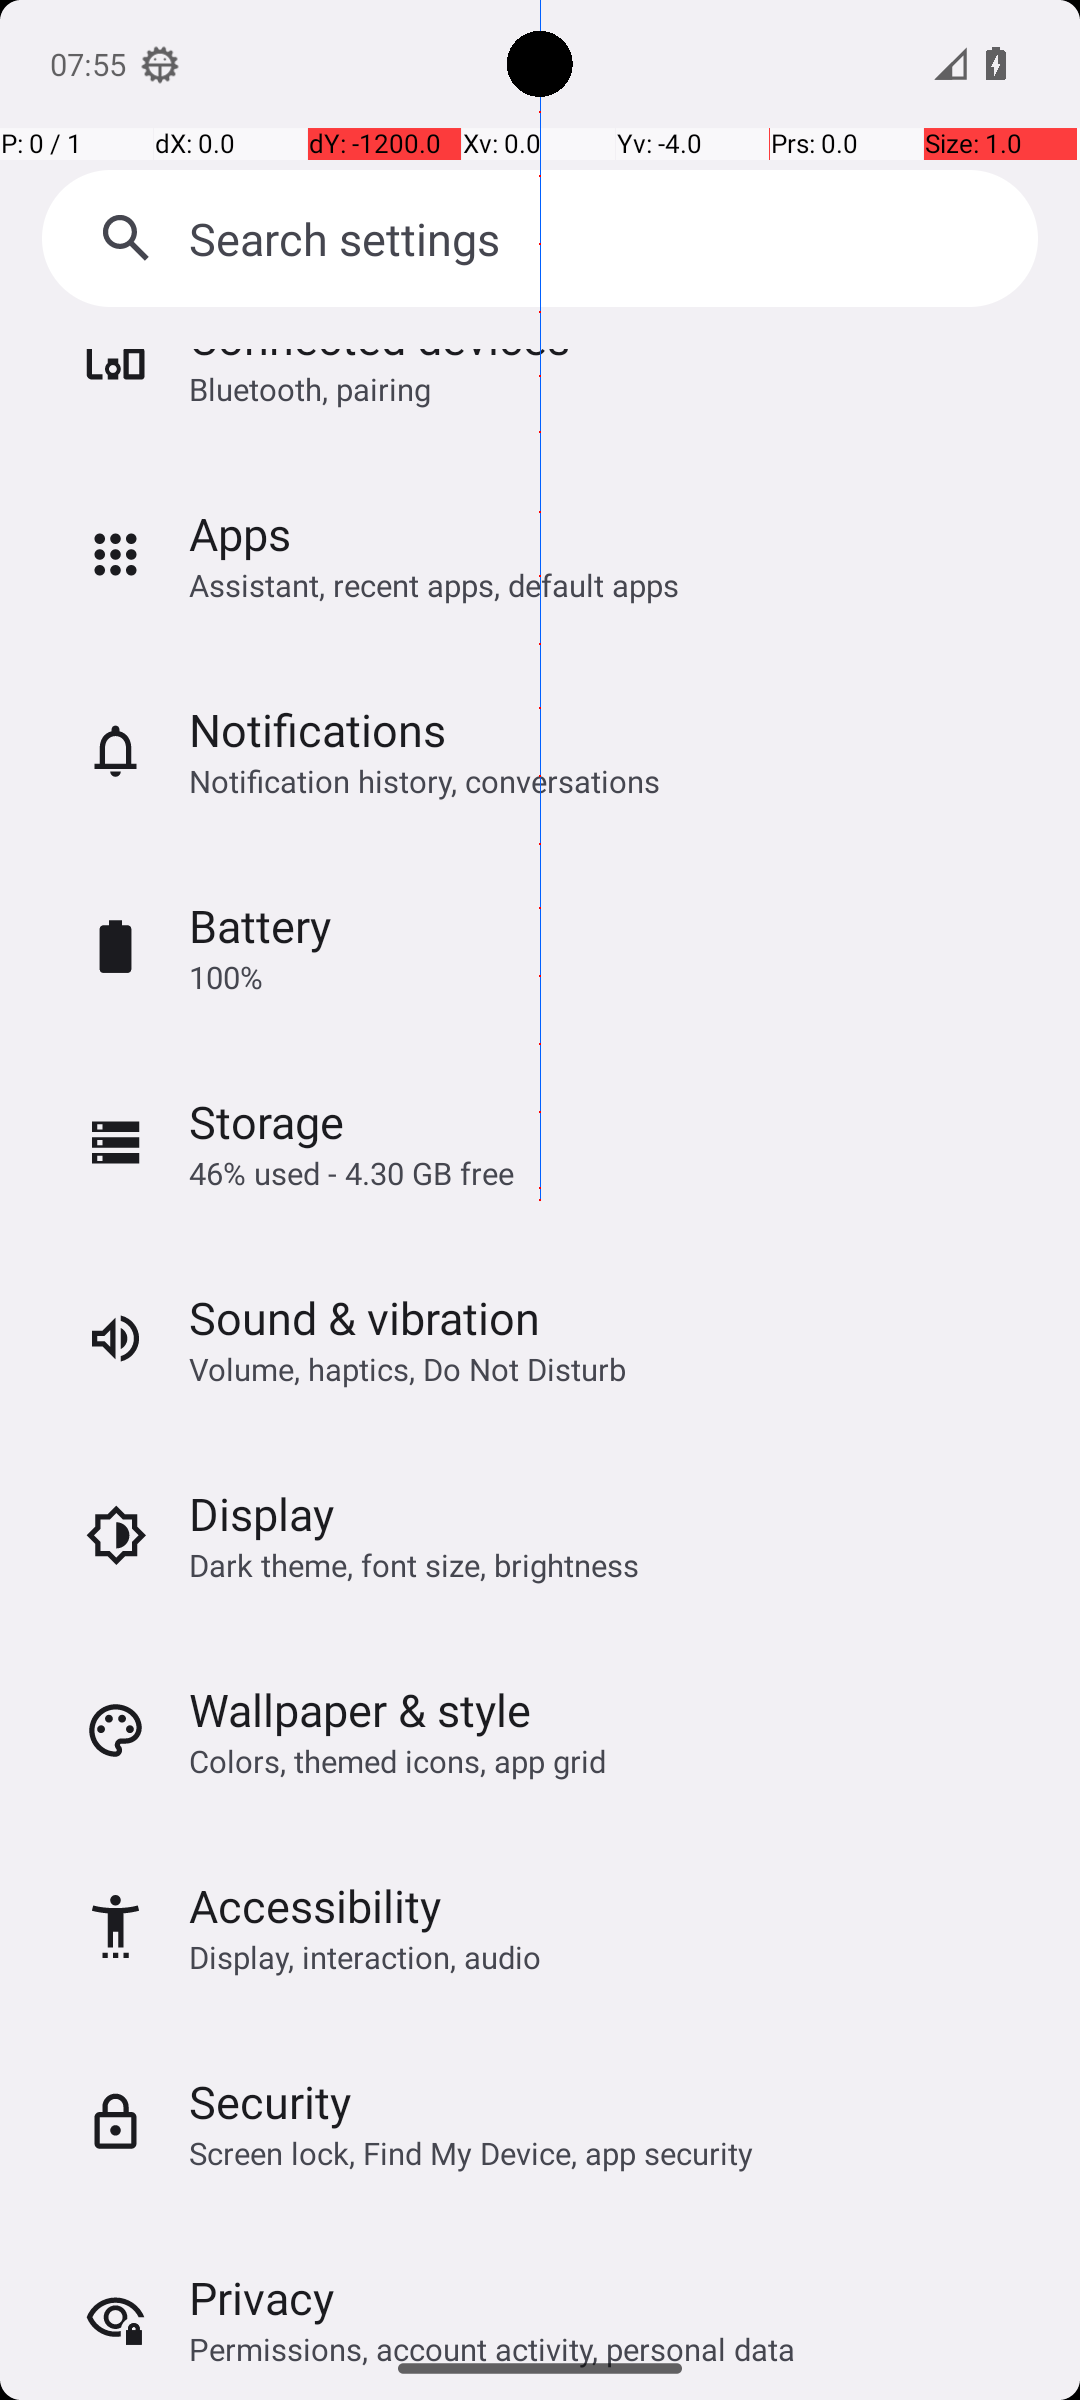 07:55
P: 0 / 1 dX: 0.0 dY: -1200.0 Xv: 0.0 Yv: -4.0 Prs: 0.0 Size: 1.0
Search settings
Connected devices
Bluetooth, pairing
Apps
Assistant, recent apps, default apps
Notifications
Notification history, conversations
Battery
100%
Storage
46% used - 4.30 GB free
Sound & vibration
Volume, haptics, Do Not Disturb
Display
Dark theme, font size, brightness
Wallpaper & style
Colors, themed icons, app grid
Accessibility
Display, interaction, audio
Security
Screen lock, Find My Device, app security
Privacy
Permissions, account activity, personal data